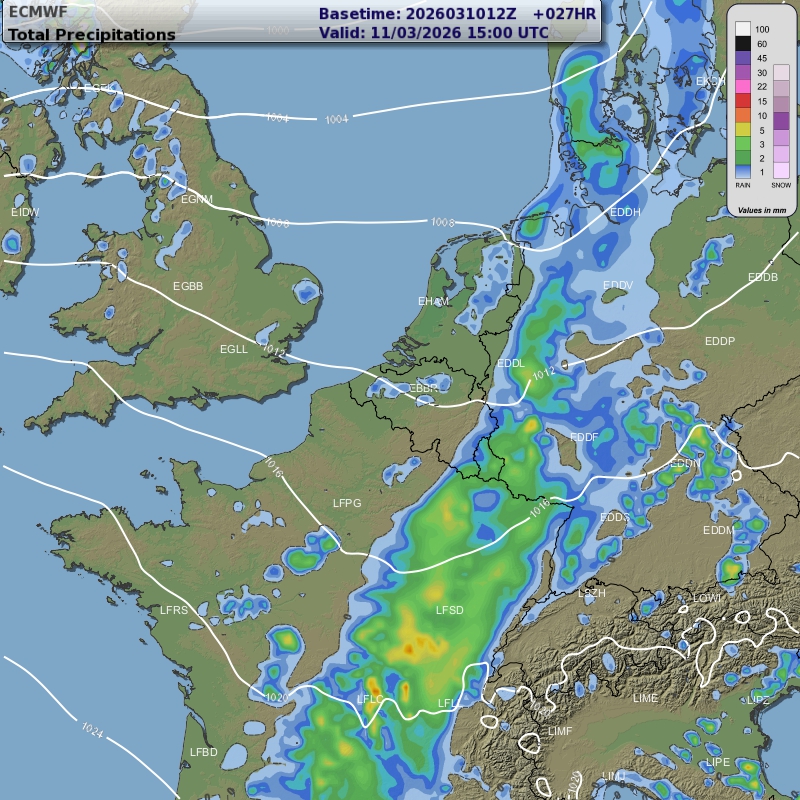 ECMWF
Total Precipitations
Basetime: 2026031012Z +027HR
Valid: 11/03/2026 15:00 UTC
100
60
45
30
22
15
10
5
3
2
1
RAIN SNOW
Values in mm
1004 1004
EIDW
EGNM
1008 1008
EDDH
EGBB
EHAM
EDDV
EDDB
EGLL
1012
EDDL
1012
EDDP
EBBR
EDDF
1016
EDDN
LFPG
1016
EDDS
EDDM
LFRS
LFSD
LSZH
LOWI
1020
LFLC
LFLL
LIME
LIPZ
1024
LFBD
LIMF
LIPE
LIMJ
1020